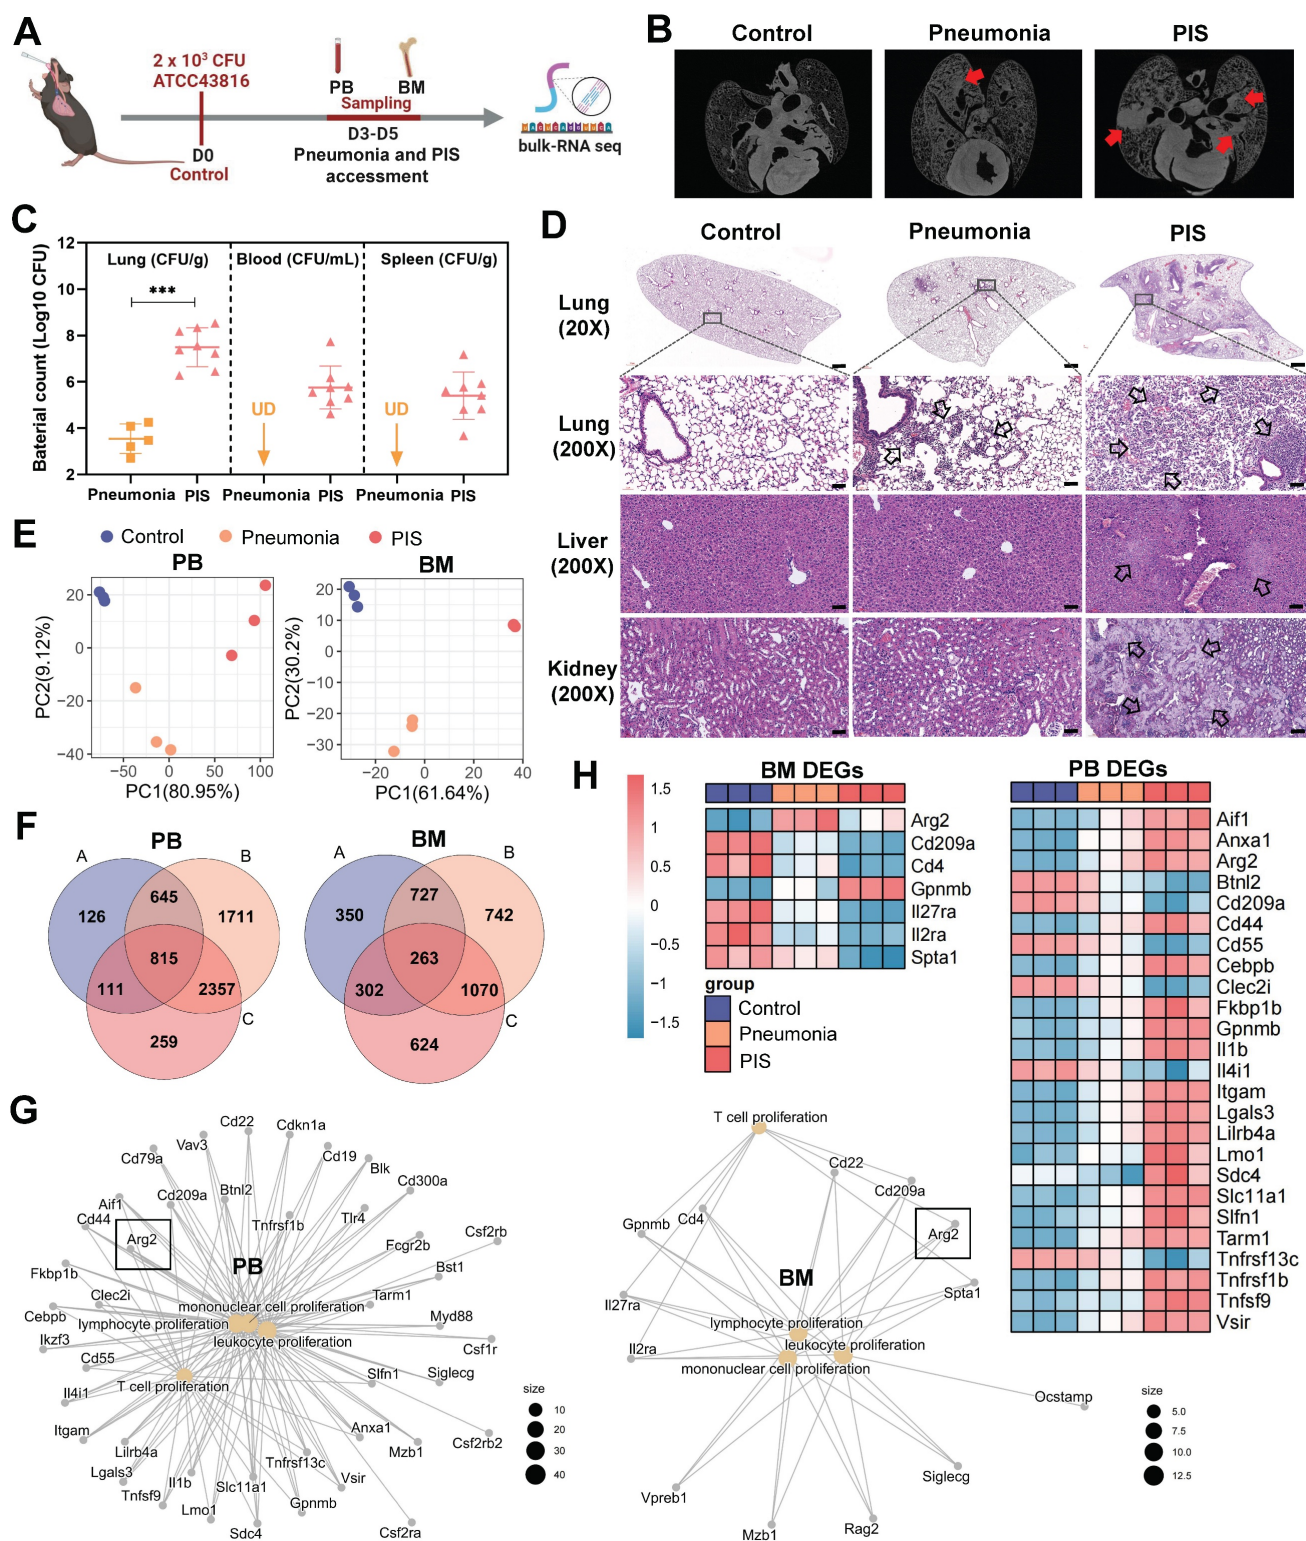 A
2 x 10³ CFU
ATCC43816
PB
BM
Sampling
D0
Control
D3-D5
Pneumonia and PIS
accessment
bulk-RNA seq
B
Control
Pneumonia
PIS
C
Baterial count (Log10 CFU)
12
10
8
6
4
2
Lung (CFU/g)
Blood (CFU/mL)
Spleen (CFU/g)
***
UD
UD
Pneumonia
PIS
Pneumonia
PIS
Pneumonia
PIS
D
Control
Pneumonia
PIS
Lung
(20X)
Lung
(200X)
Liver
(200X)
Kidney
(200X)
E
Control
Pneumonia
PIS
PB
PC2(9.12%)
20
0
−20
−40
−50
0
50
100
PC1(80.95%)
BM
PC2(30.2%)
20
10
0
−10
−20
−30
−20
0
20
40
PC1(61.64%)
F
PB
A
B
C
126
645
1711
815
111
2357
259
BM
A
B
C
350
727
742
263
302
1070
624
G
Cd22
Cdkn1a
Vav3
Cd79a
Cd19
Blk
Cd300a
Cd209a
Btnl2
Aif1
Cd44
Tnfrsf1b
Tlr4
Arg2
Fcgr2b
Csf2rb
PB
Fkbp1b
Bst1
Clec2i
Tarm1
mononuclear cell proliferation
Cebpb
lymphocyte proliferation
Myd88
Ikzf3
leukocyte proliferation
Csf1r
Cd55
T cell proliferation
Slfn1
Siglecg
Il4i1
Itgam
Anxa1
Csf2rb2
Lilrb4a
Mzb1
Lgals3
Il1b
Slc11a1
Tnfrsf13c
Vsir
Tnfsf9
Lmo1
Gpnmb
Sdc4
Csf2ra
size
10
20
30
40
T cell proliferation
Cd22
Cd209a
Gpnmb
Cd4
Arg2
BM
Il27ra
Spta1
lymphocyte proliferation
Il2ra
leukocyte proliferation
mononuclear cell proliferation
Ocstamp
Siglecg
Vpreb1
Mzb1
Rag2
size
5.0
7.5
10.0
12.5
H
1.5
1
0.5
0
−0.5
−1
−1.5
BM DEGs
Arg2
Cd209a
Cd4
Gpnmb
Il27ra
Il2ra
Spta1
group
Control
Pneumonia
PIS
PB DEGs
Aif1
Anxa1
Arg2
Btnl2
Cd209a
Cd44
Cd55
Cebpb
Clec2i
Fkbp1b
Gpnmb
Il1b
Il4i1
Itgam
Lgals3
Lilrb4a
Lmo1
Sdc4
Slc11a1
Slfn1
Tarm1
Tnfrsf13c
Tnfrsf1b
Tnfsf9
Vsir